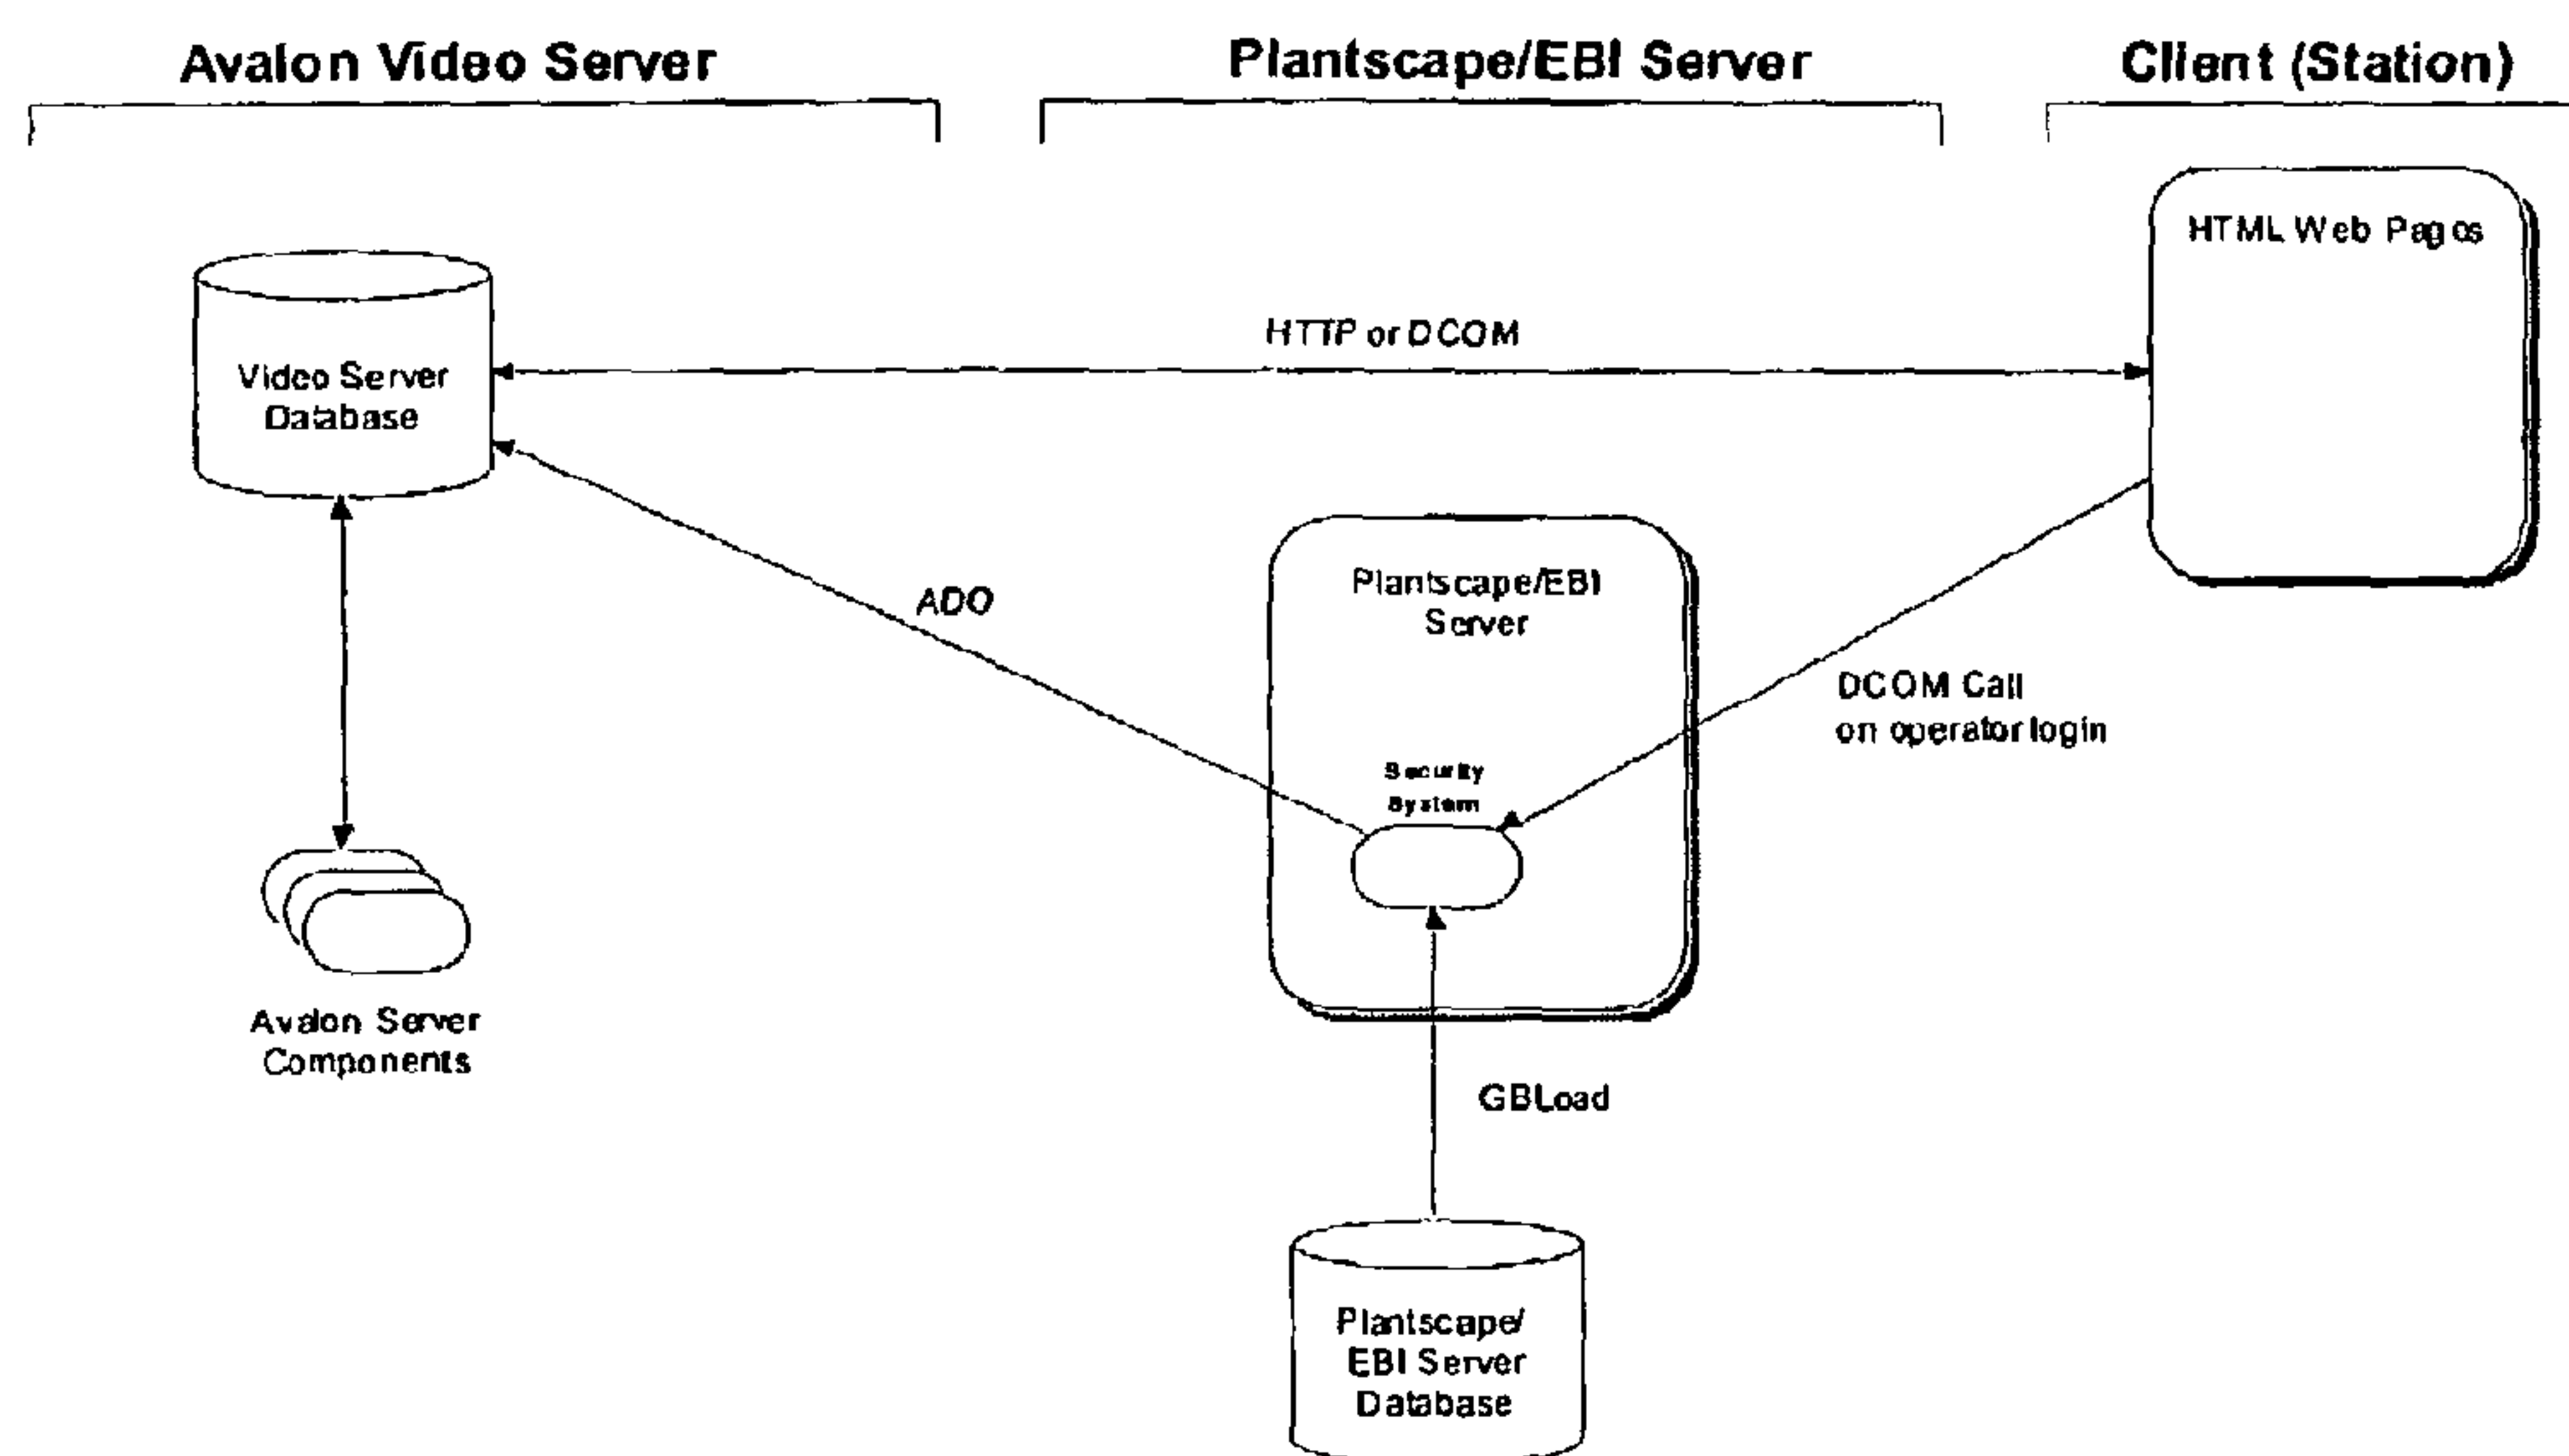 Avalon Video Server
Plantscape/EBI Server
Client (Station)
HTML Web Pages
HTTP or DCOM
Video Server
Database
ADO
Plantscape/EBI
Server
DCOM Call
on operator login
Security
System
Avalon Server
Components
GBLoad
Plantscape/
EBI Server
Database